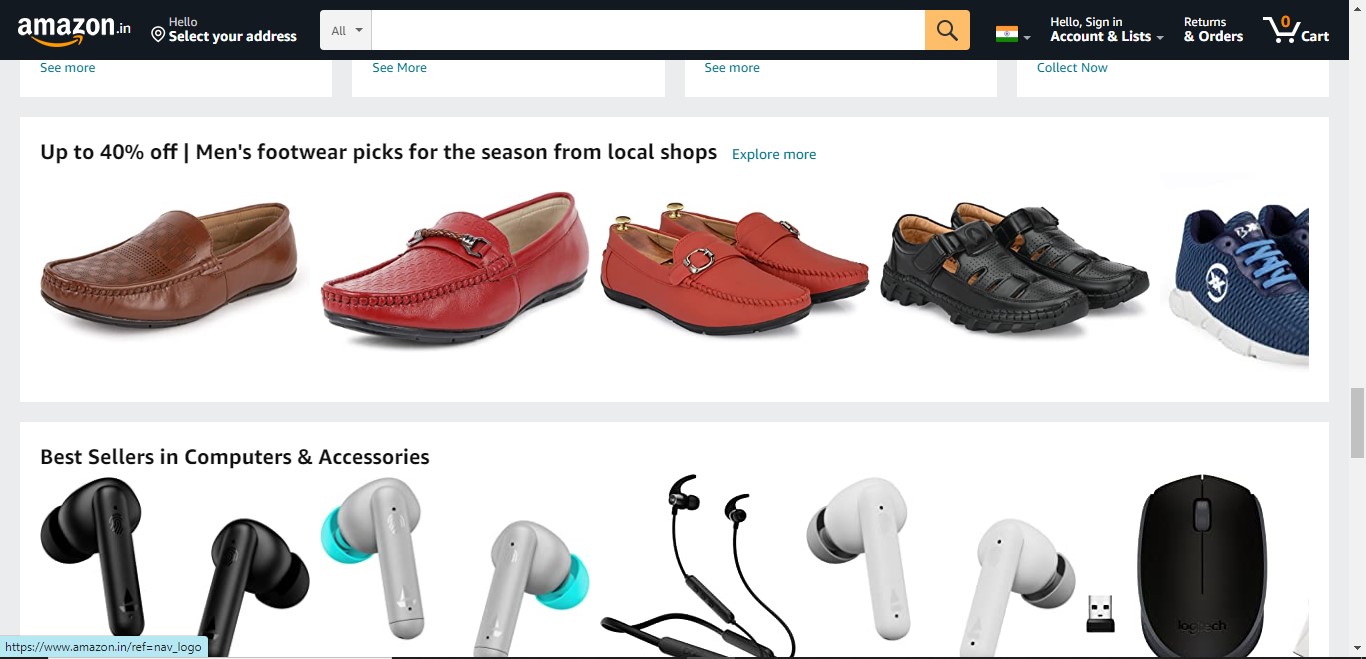 amazon.in
Hello
Select your address
All
Hello, Sign in
Account & Lists
Returns
& Orders
0
Cart
See more
See More
See more
Collect Now
Up to 40% off | Men's footwear picks for the season from local shops
Explore more
Best Sellers in Computers & Accessories
logitech
https://www.amazon.in/ref=nav_logo